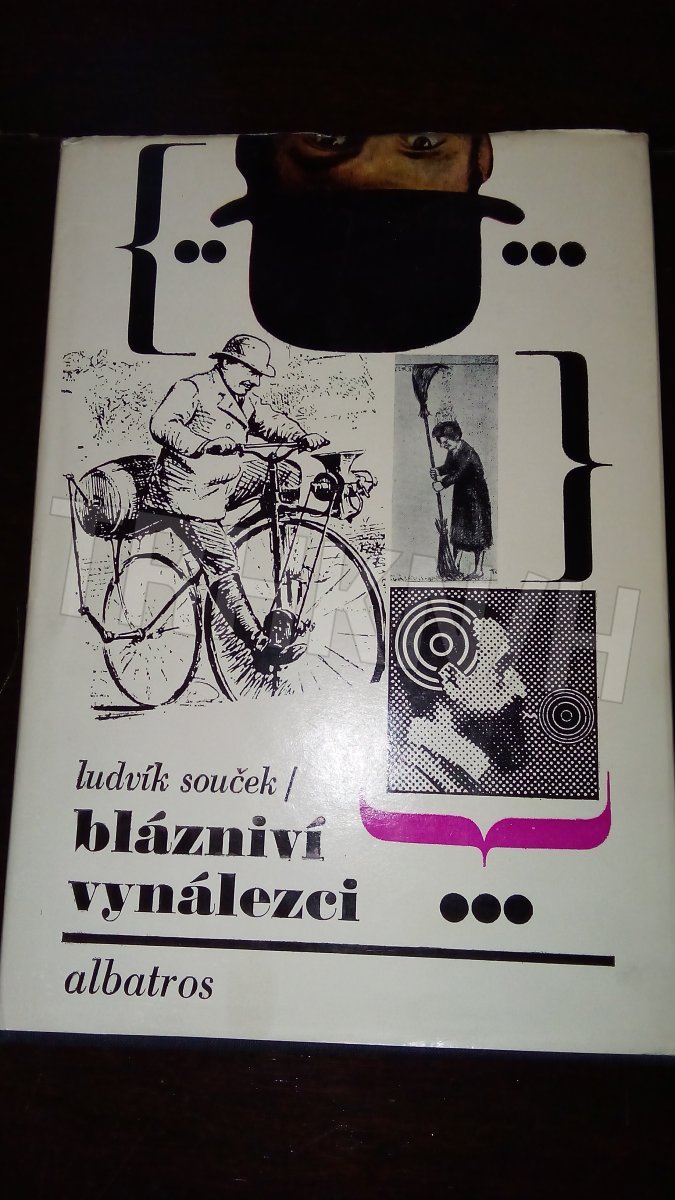 ludvík souček /
blázniví
vynálezci
albatros